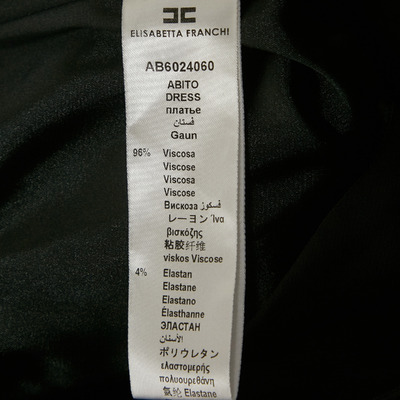 ELISABETTA FRANCHI
AB6024060
ABITO
DRESS
платье
فستان
Gaun
96% Viscosa
Viscose
Viscosa
Viscose
Вискоза فسكوز
レーヨン Ίνα
βισκόζης
粘胶纤维
viskos Viscose
4% Elastan
Elastane
Elastano
Élasthanne
ЭЛАСТАН
الأستان
ポリウレタン
ελαστομερής
πολυουρεθάνη
氨纶 Elastane